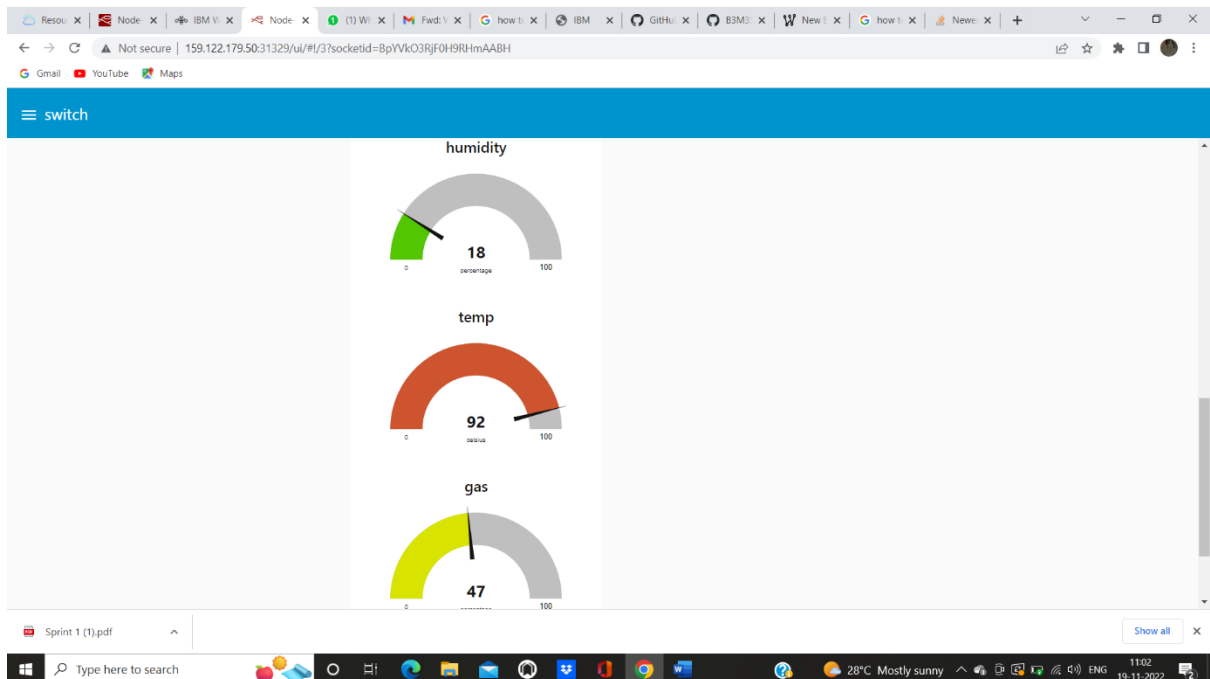 Resou
Node-
IBM W
Node-
(1) Wh
Fwd: V
how to
IBM
GitHu
B3M3
New E
how t
Newe
Not secure | 159.122.179.50:31329/ui/#!/3?socketid=BpYVkO3RjF0H9RHmAABH
Gmail YouTube Maps
switch
humidity
18
0 percentage 100
temp
92
0 celsius 100
gas
47
0 percentage 100
Sprint 1 (1).pdf
Show all
Type here to search
28°C Mostly sunny
ENG
11:02
19-11-2022